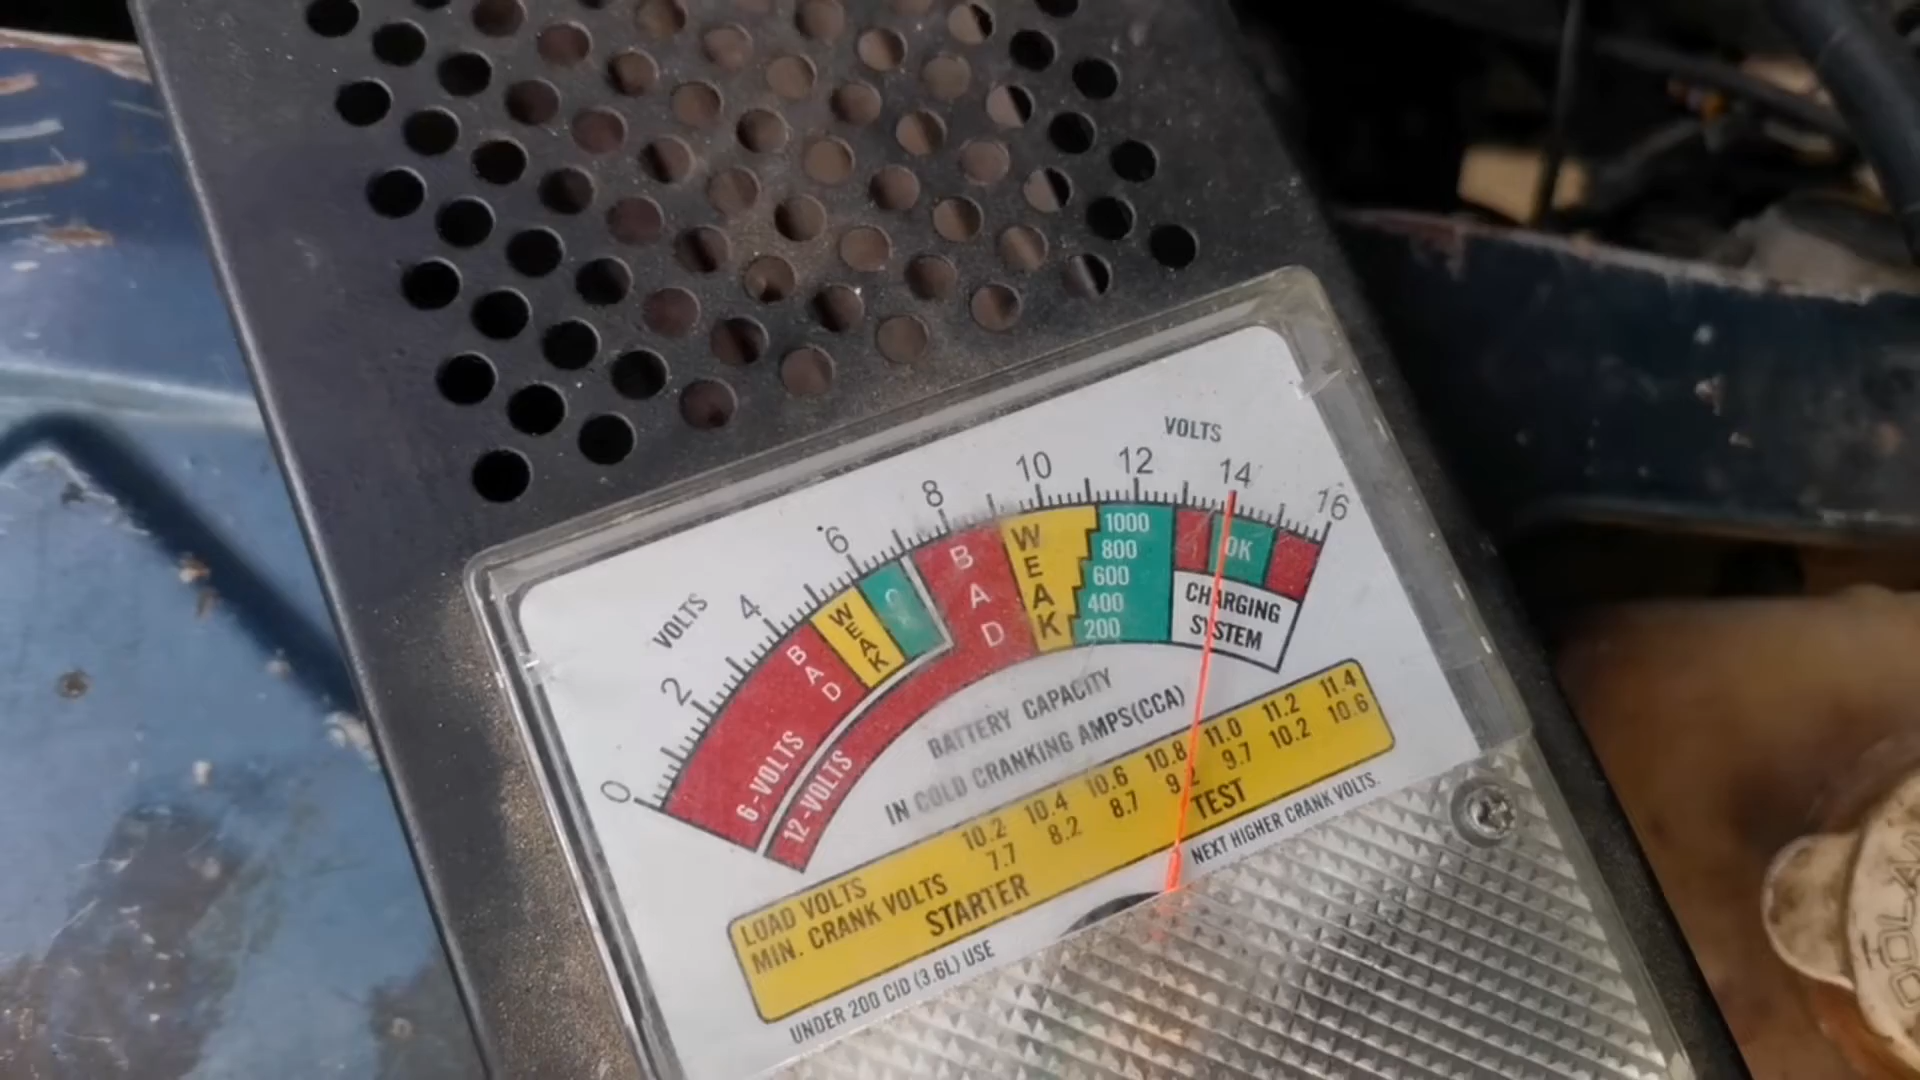 VOLTS
VOLTS
0 2 4 6 8 10 12 14 16
BAD
WEAK
BAD
WEAK
1000
800
600
400
200
OK
CHARGING
SYSTEM
6-VOLTS
12-VOLTS
BATTERY CAPACITY
IN COLD CRANKING AMPS(CCA)
LOAD VOLTS 10.2 10.4 10.6 10.8 11.0 11.2 11.4
MIN. CRANK VOLTS 7.7 8.2 8.7 9.2 9.7 10.2 10.6
STARTER TEST
UNDER 200 CID (3.6L) USE NEXT HIGHER CRANK VOLTS.